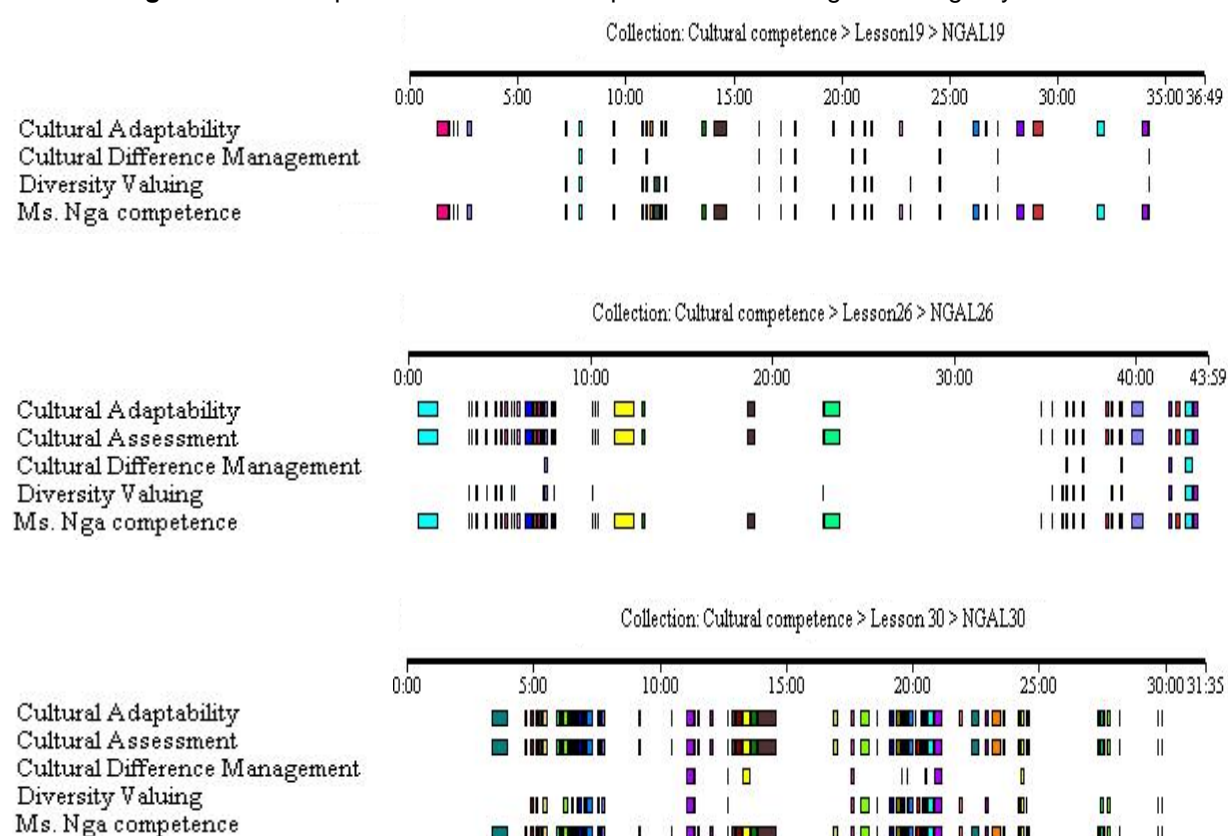 Collection: Cultural competence > Lesson19 > NGAL19
0:00 5:00 10:00 15:00 20:00 25:00 30:00 35:00 36:49
Cultural Adaptability
Cultural Difference Management
Diversity Valuing
Ms. Nga competence
Collection: Cultural competence > Lesson26 > NGAL26
0:00 10:00 20:00 30:00 40:00 43:59
Cultural Adaptability
Cultural Assessment
Cultural Difference Management
Diversity Valuing
Ms. Nga competence
Collection: Cultural competence > Lesson 30 > NGAL30
0:00 5:00 10:00 15:00 20:00 25:00 30:00 31:35
Cultural Adaptability
Cultural Assessment
Cultural Difference Management
Diversity Valuing
Ms. Nga competence